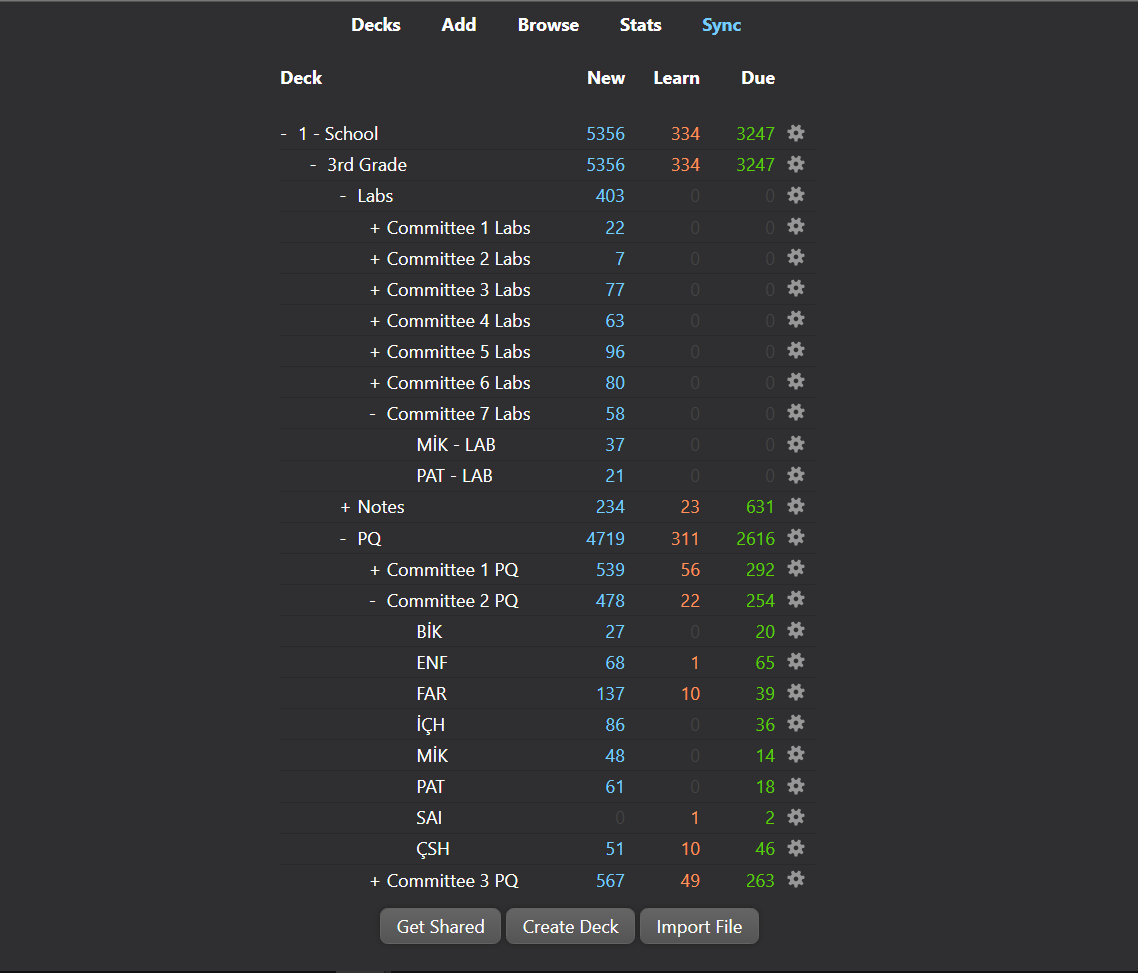 Decks Add Browse Stats Sync
Deck New Learn Due
- 1 - School 5356 334 3247
- 3rd Grade 5356 334 3247
- Labs 403 0 0
+ Committee 1 Labs 22 0 0
+ Committee 2 Labs 7 0 0
+ Committee 3 Labs 77 0 0
+ Committee 4 Labs 63 0 0
+ Committee 5 Labs 96 0 0
+ Committee 6 Labs 80 0 0
- Committee 7 Labs 58 0 0
MİK - LAB 37 0 0
PAT - LAB 21 0 0
+ Notes 234 23 631
- PQ 4719 311 2616
+ Committee 1 PQ 539 56 292
- Committee 2 PQ 478 22 254
BİK 27 0 20
ENF 68 1 65
FAR 137 10 39
İÇH 86 0 36
MİK 48 0 14
PAT 61 0 18
SAI 0 1 2
ÇSH 51 10 46
+ Committee 3 PQ 567 49 263
Get Shared Create Deck Import File